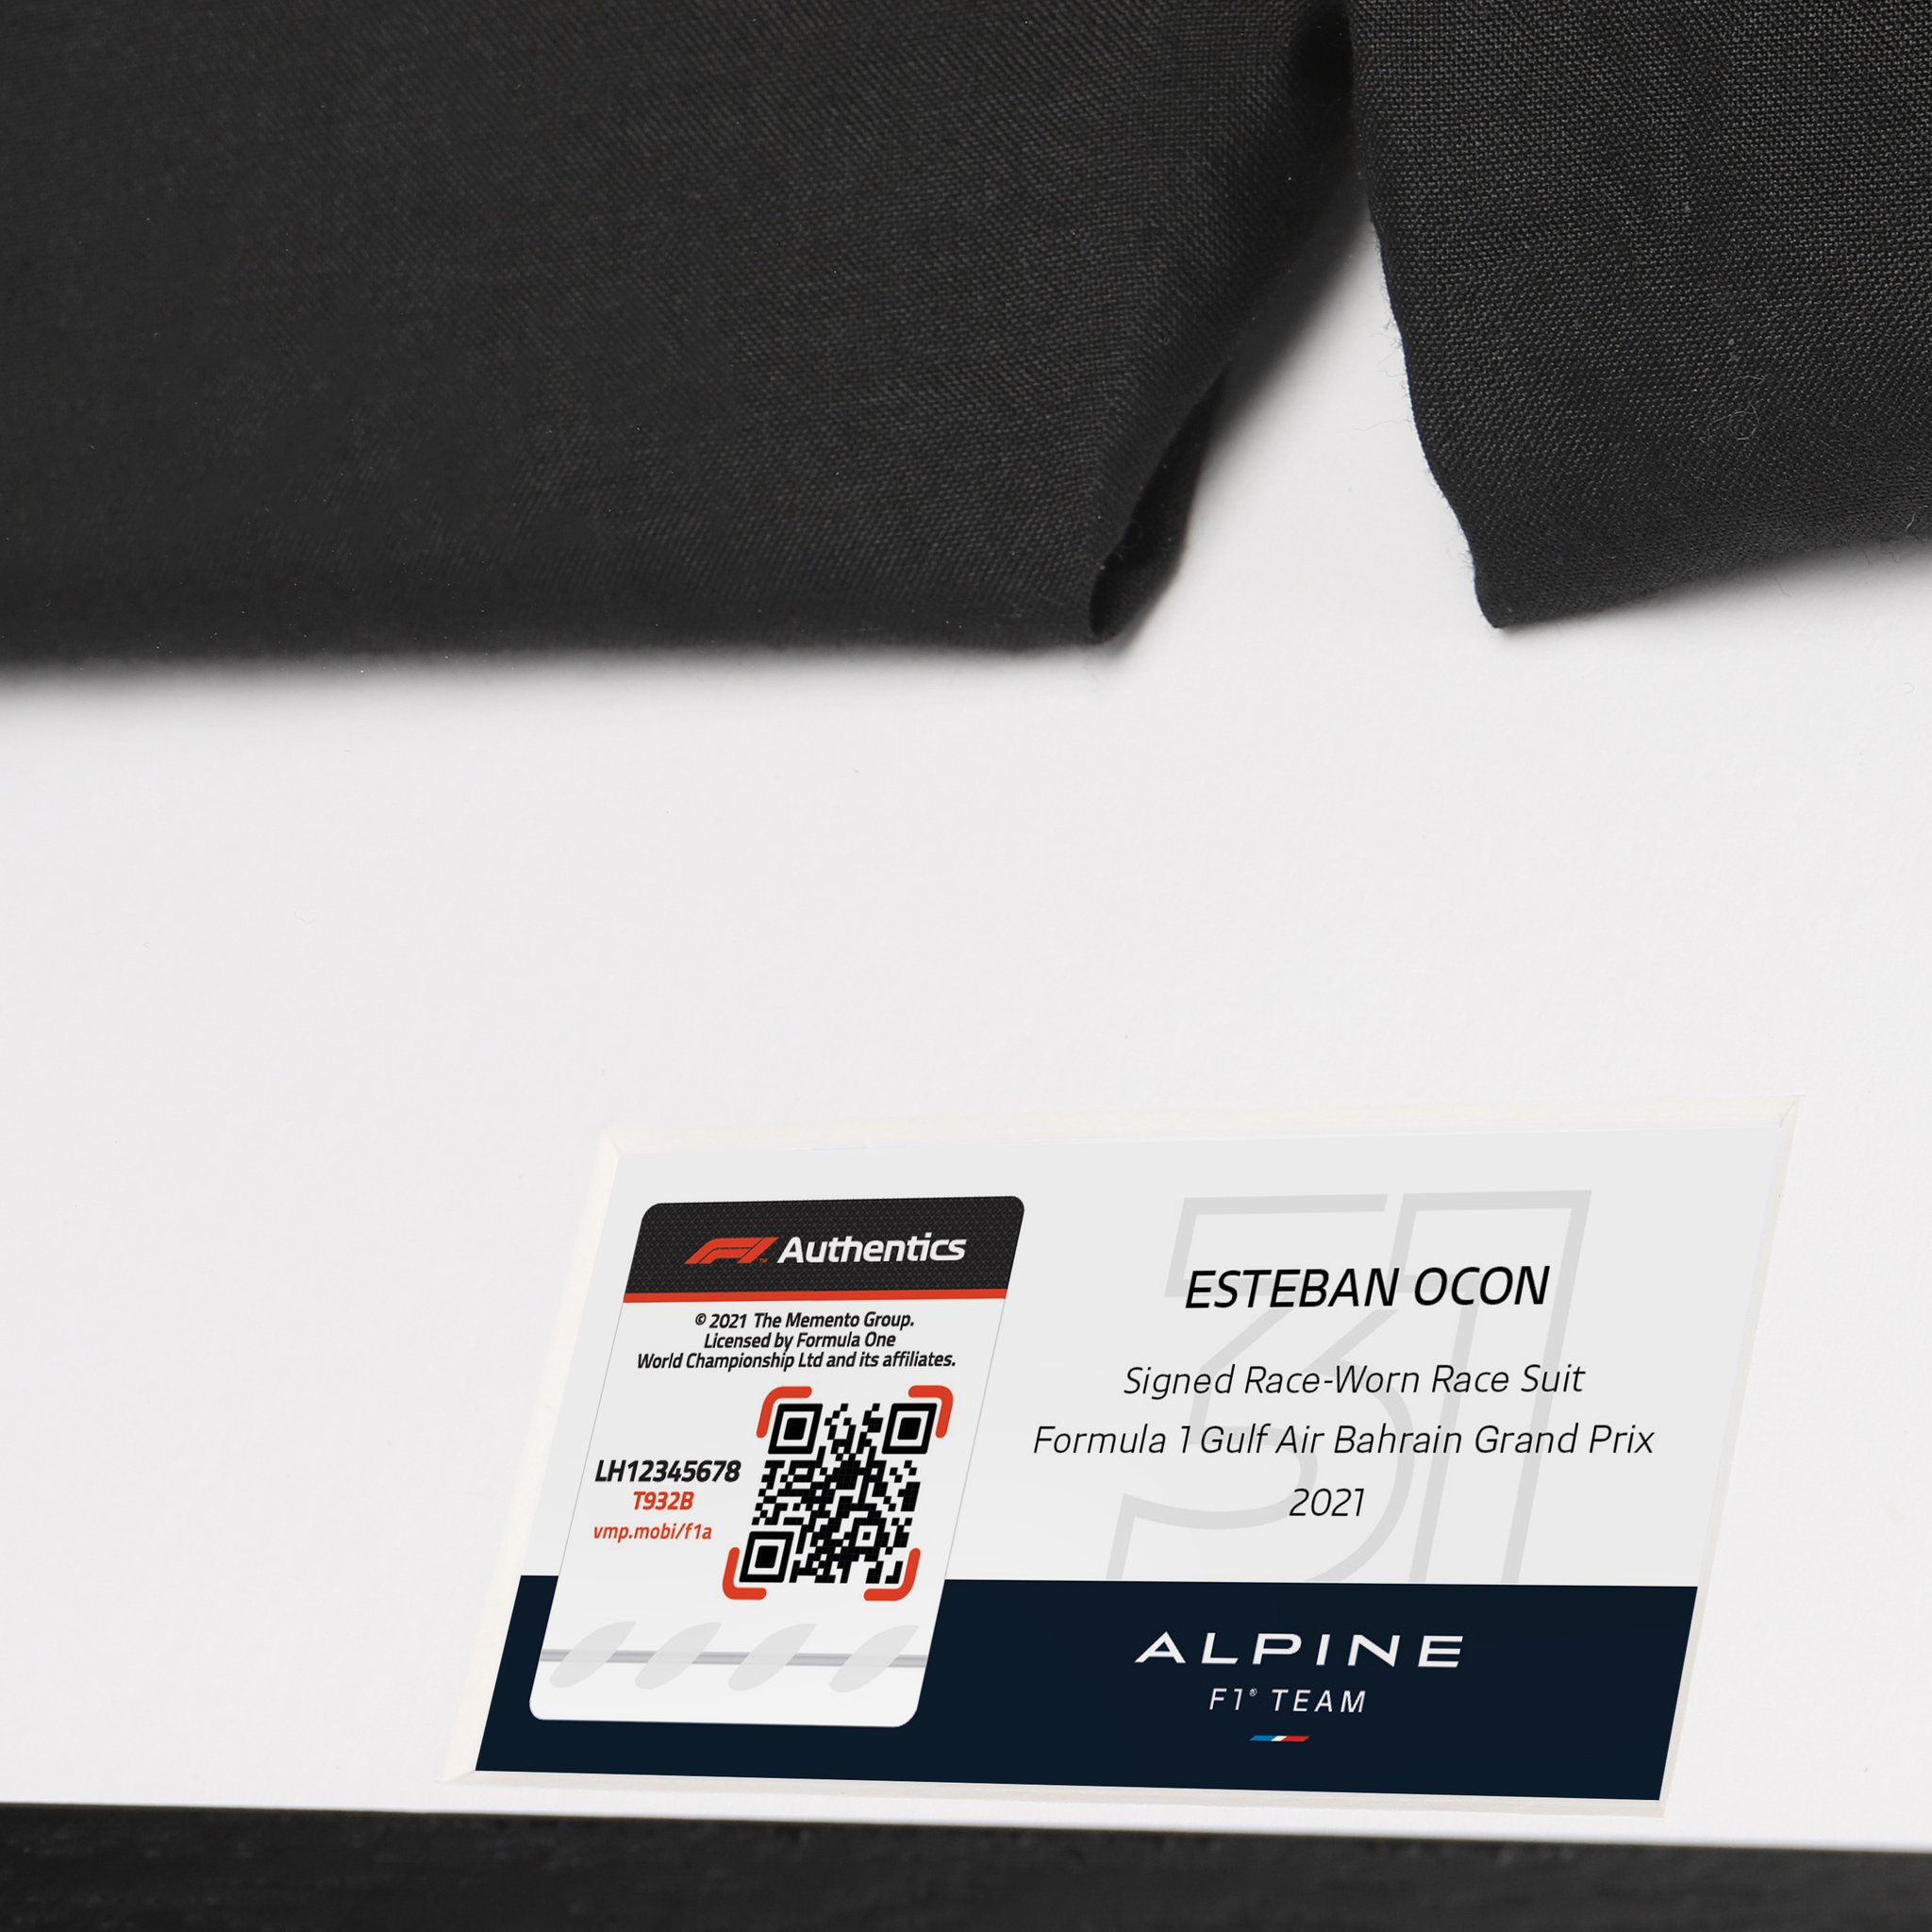 F1 Authentics
© 2021 The Memento Group.
Licensed by Formula One
World Championship Ltd and its affiliates.
LH12345678
T932B
vmp.mobi/f1a
31
ESTEBAN OCON
Signed Race-Worn Race Suit
Formula 1 Gulf Air Bahrain Grand Prix
2021
ALPINE
F1® TEAM